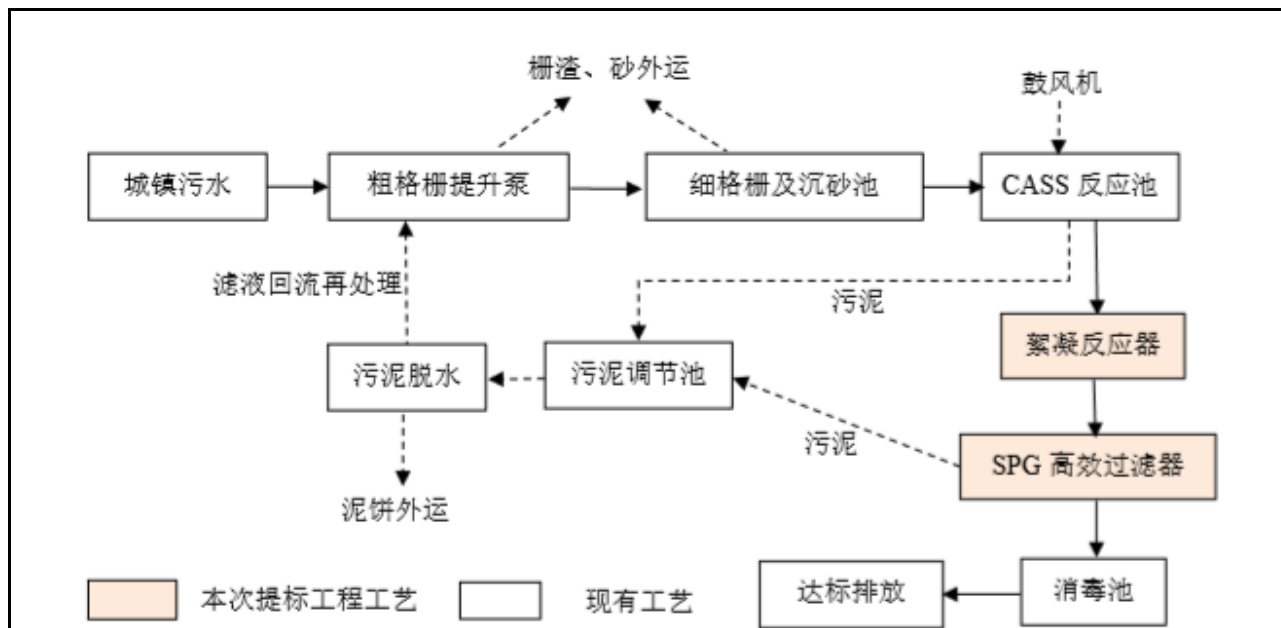 栅渣、砂外运
鼓风机
城镇污水
粗格栅提升泵
细格栅及沉砂池
CASS 反应池
滤液回流再处理
污泥
絮凝反应器
污泥脱水
污泥调节池
污泥
SPG 高效过滤器
泥饼外运
本次提标工程工艺
现有工艺
达标排放
消毒池